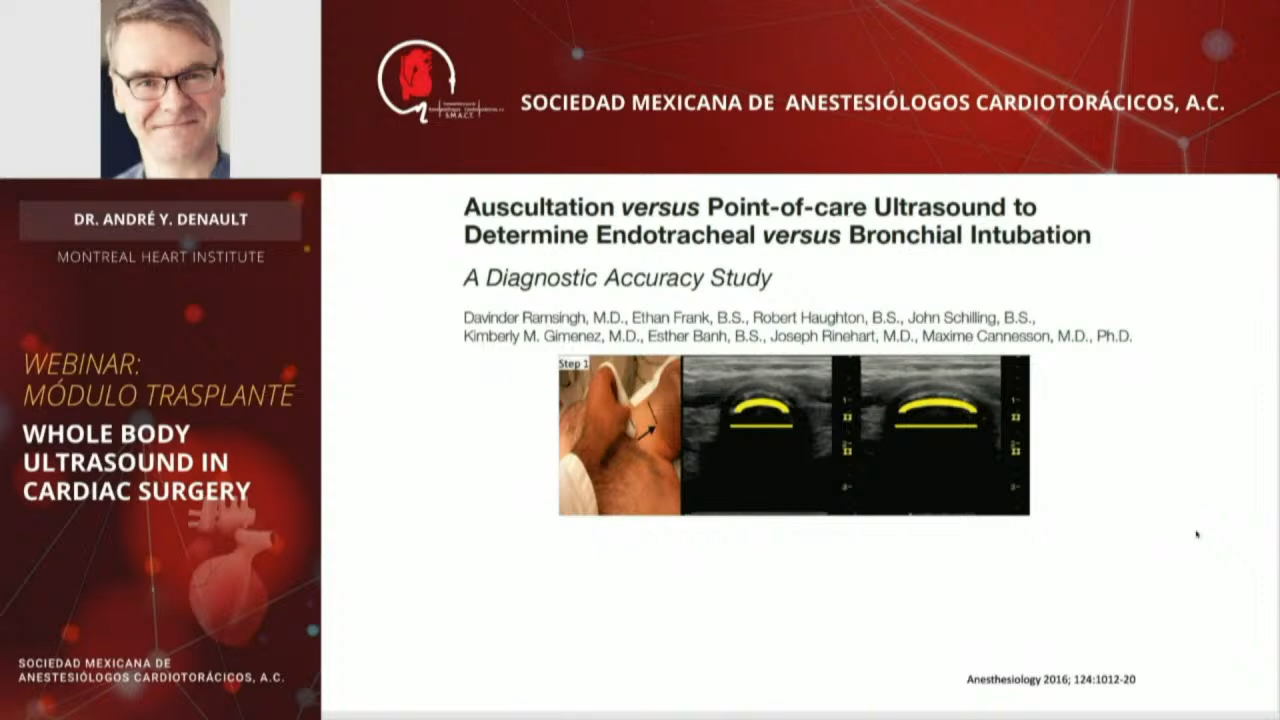 SOCIEDAD MEXICANA DE ANESTESIÓLOGOS CARDIOTORÁCICOS, A.C.
S.M.A.C.T.
DR. ANDRÉ Y. DENAULT
MONTREAL HEART INSTITUTE
WEBINAR:
MÓDULO TRASPLANTE
WHOLE BODY
ULTRASOUND IN
CARDIAC SURGERY
SOCIEDAD MEXICANA DE
ANESTESIÓLOGOS CARDIOTORÁCICOS, A.C.
Auscultation versus Point-of-care Ultrasound to
Determine Endotracheal versus Bronchial Intubation
A Diagnostic Accuracy Study
Davinder Ramsingh, M.D., Ethan Frank, B.S., Robert Haughton, B.S., John Schilling, B.S.,
Kimberly M. Gimenez, M.D., Esther Banh, B.S., Joseph Rinehart, M.D., Maxime Cannesson, M.D., Ph.D.
Step 1
Anesthesiology 2016; 124:1012-20